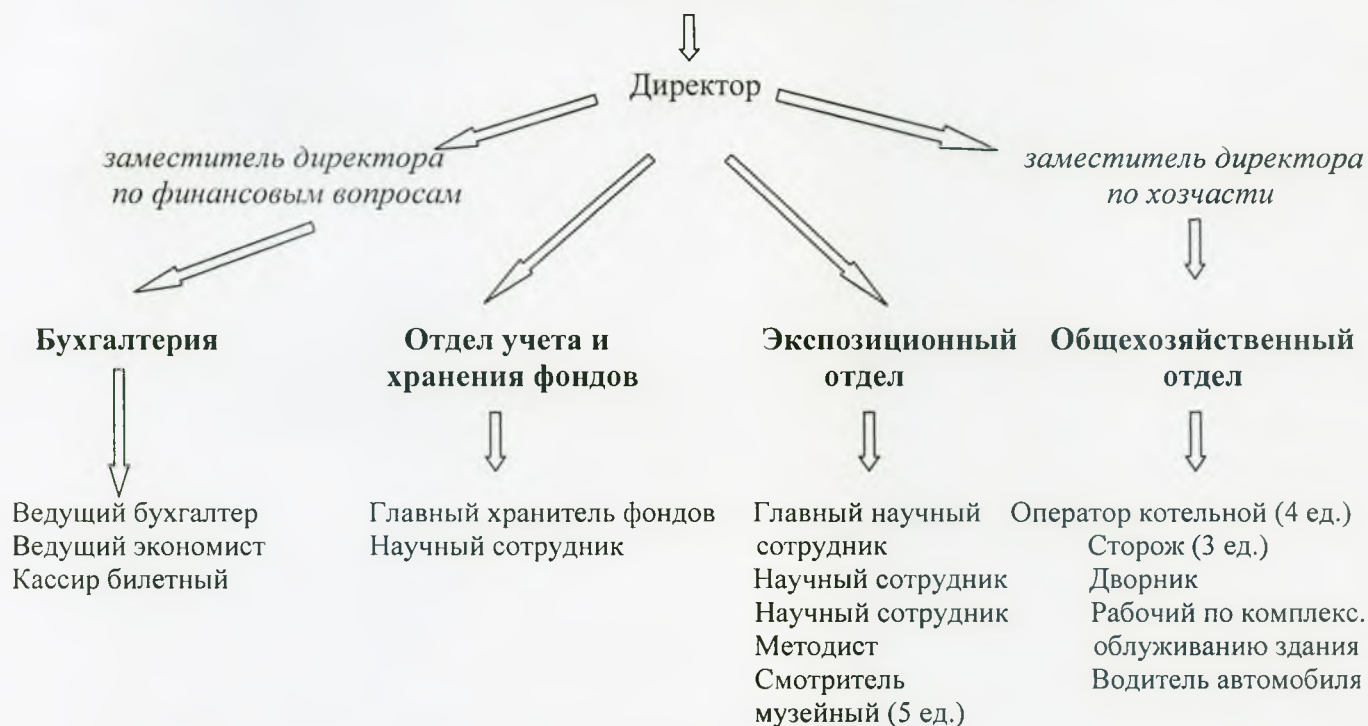 Директор
заместитель директора
по финансовым вопросам
заместитель директора
по хозчасти
Бухгалтерия
Отдел учета и
хранения фондов
Экспозиционный
отдел
Общехозяйственный
отдел
Ведущий бухгалтер
Ведущий экономист
Кассир билетный
Главный хранитель фондов
Научный сотрудник
Главный научный
сотрудник
Научный сотрудник
Научный сотрудник
Методист
Смотритель
музейный (5 ед.)
Оператор котельной (4 ед.)
Сторож (3 ед.)
Дворник
Рабочий по комплекс.
облуживанию здания
Водитель автомобиля